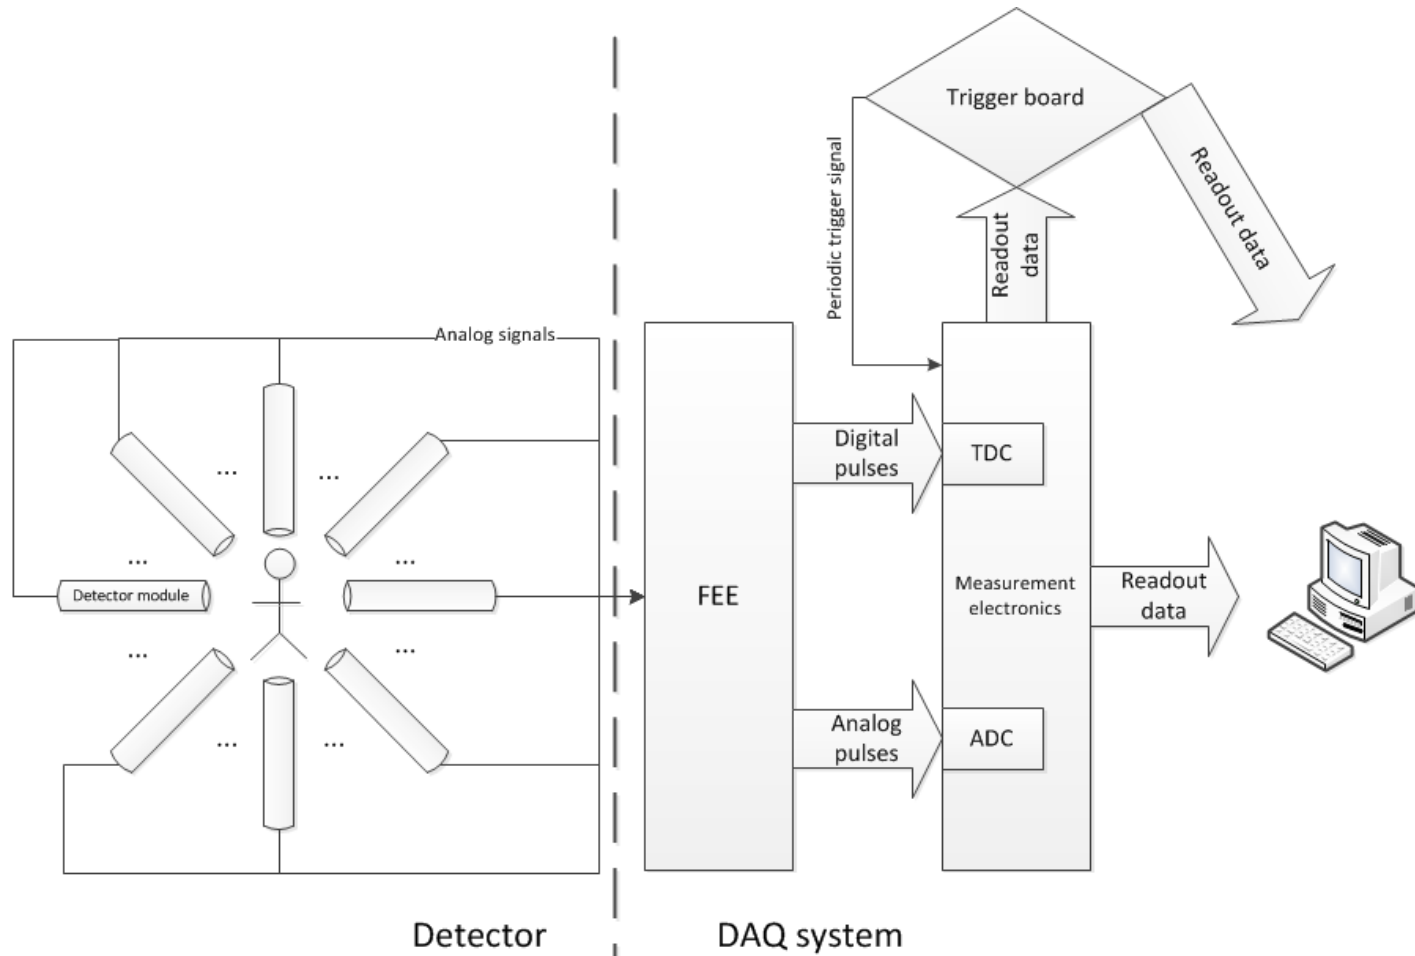 Trigger board
Periodic trigger signal
Readout
data
Readout data
Analog signals
Digital
pulses
TDC
...
...
...
...
Detector module
FEE
Measurement
electronics
Readout
data
...
...
...
...
Analog
pulses
ADC
Detector
DAQ system